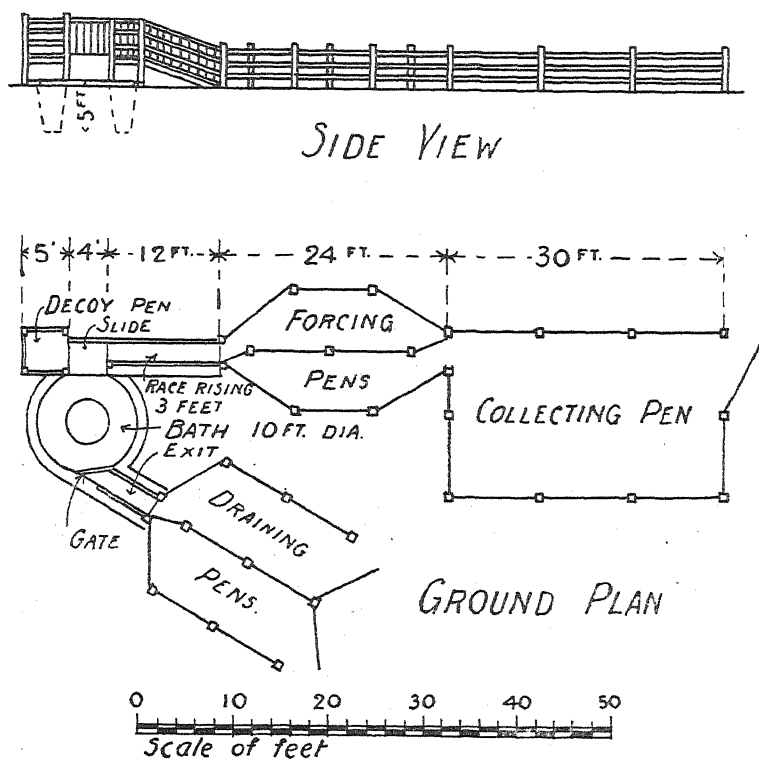 5 FT
SIDE VIEW
5' 4' 12 FT. 24 FT. 30 FT.
DECOY PEN
SLIDE
FORCING
PENS
RACE RISING
3 FEET
COLLECTING PEN
BATH 10 FT. DIA.
EXIT
GATE
DRAINING
PENS.
GROUND PLAN
0 10 20 30 40 50
Scale of feet